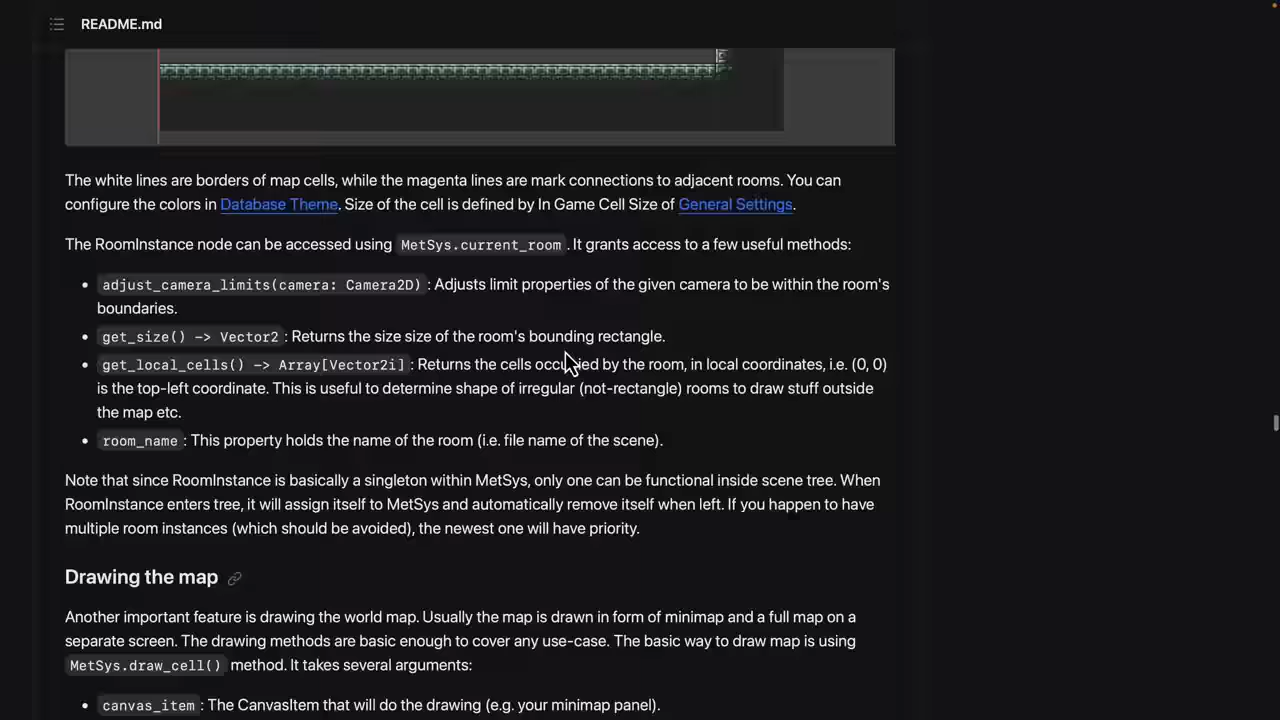 README.md
The white lines are borders of map cells, while the magenta lines are mark connections to adjacent rooms. You can
configure the colors in Database Theme. Size of the cell is defined by In Game Cell Size of General Settings.
The RoomInstance node can be accessed using MetSys.current_room. It grants access to a few useful methods:
adjust_camera_limits(camera: Camera2D): Adjusts limit properties of the given camera to be within the room's
boundaries.
get_size() -> Vector2: Returns the size size of the room's bounding rectangle.
get_local_cells() -> Array[Vector2i]: Returns the cells occupied by the room, in local coordinates, i.e. (0, 0)
is the top-left coordinate. This is useful to determine shape of irregular (not-rectangle) rooms to draw stuff outside
the map etc.
room_name: This property holds the name of the room (i.e. file name of the scene).
Note that since RoomInstance is basically a singleton within MetSys, only one can be functional inside scene tree. When
RoomInstance enters tree, it will assign itself to MetSys and automatically remove itself when left. If you happen to have
multiple room instances (which should be avoided), the newest one will have priority.
Drawing the map
Another important feature is drawing the world map. Usually the map is drawn in form of minimap and a full map on a
separate screen. The drawing methods are basic enough to cover any use-case. The basic way to draw map is using
MetSys.draw_cell() method. It takes several arguments:
canvas_item: The CanvasItem that will do the drawing (e.g. your minimap panel).